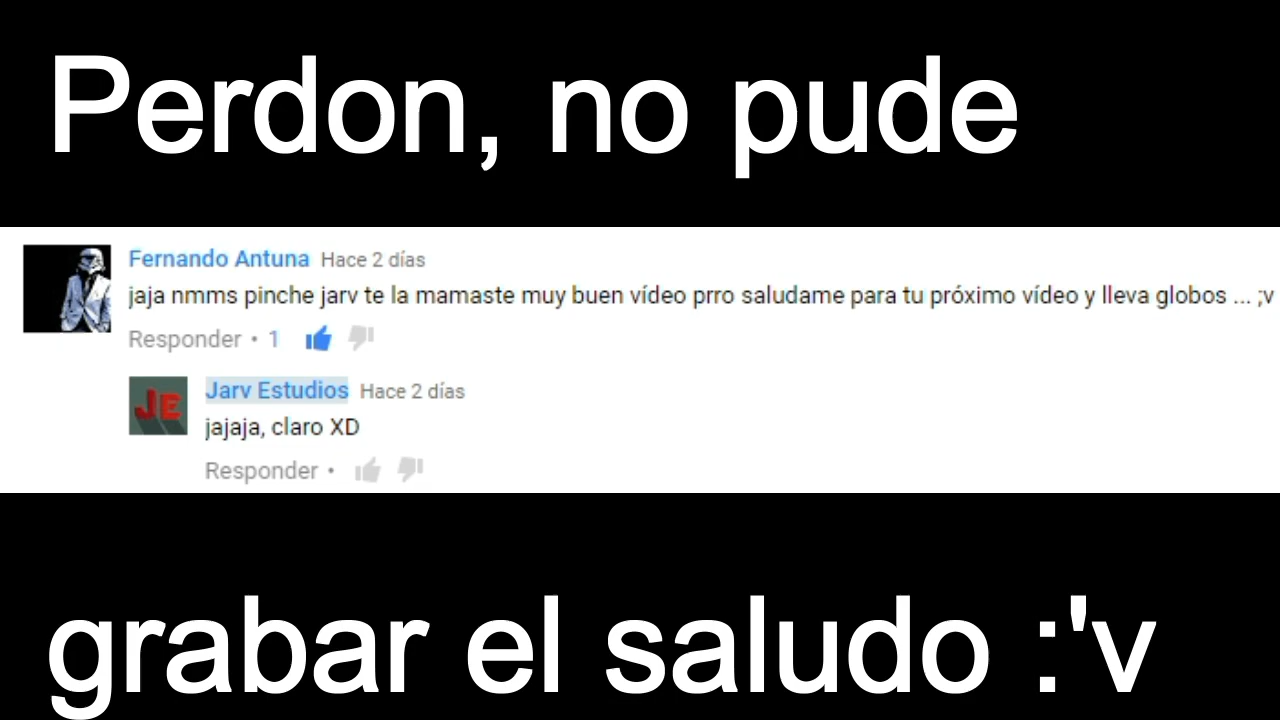 Perdon, no pude
Fernando Antuna Hace 2 días
jaja nmms pinche jarv te la mamaste muy buen vídeo prro saludame para tu próximo vídeo y lleva globos ... ;v
Responder • 1
JE
Jarv Estudios Hace 2 días
jajaja, claro XD
Responder •
grabar el saludo :'v